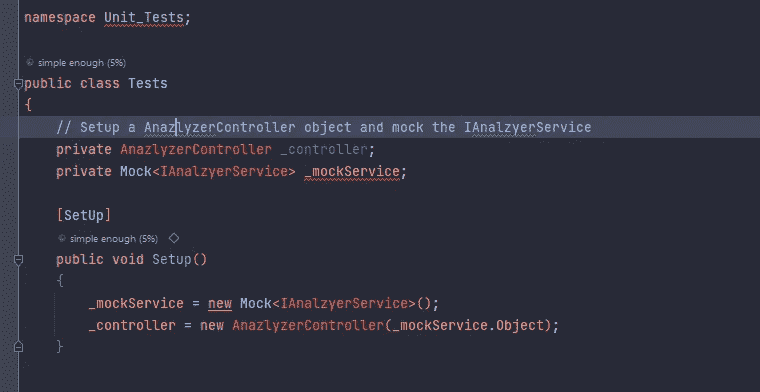 namespace Unit_Tests;
simple enough (5%)
public class Tests
{
// Setup a AnazlyzerController object and mock the IAnalzyerService
private AnazlyzerController _controller;
private Mock<IAnalzyerService> _mockService;
[SetUp]
simple enough (5%)
public void Setup()
{
_mockService = new Mock<IAnalzyerService>();
_controller = new AnazlyzerController(_mockService.Object);
}